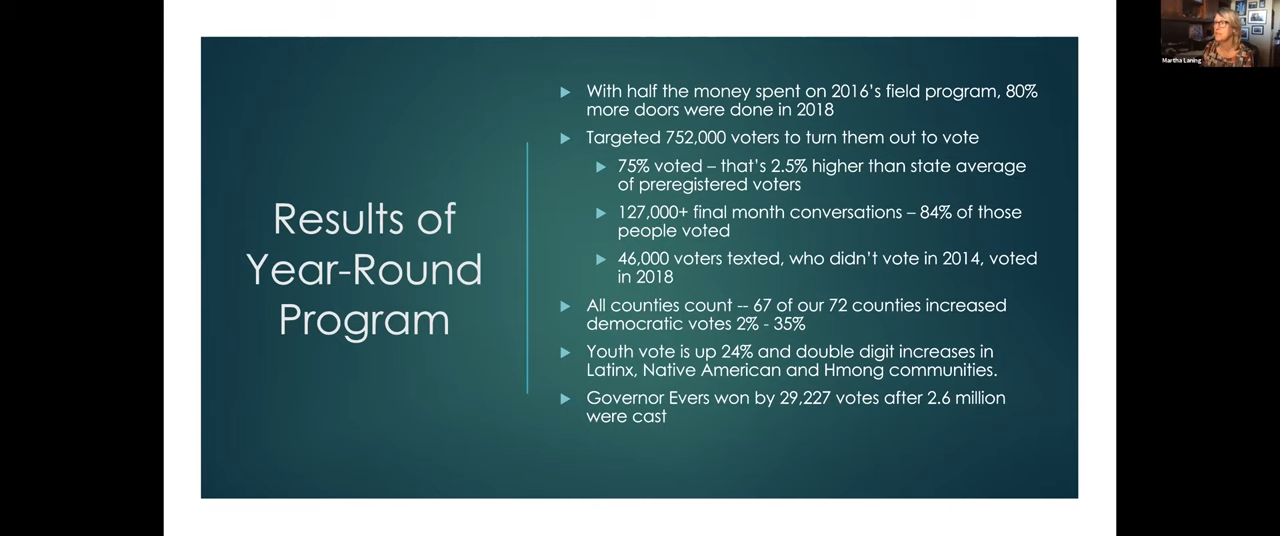 Results of
Year-Round
Program
With half the money spent on 2016's field program, 80%
more doors were done in 2018
Targeted 752,000 voters to turn them out to vote
75% voted – that's 2.5% higher than state average
of preregistered voters
127,000+ final month conversations – 84% of those
people voted
46,000 voters texted, who didn't vote in 2014, voted
in 2018
All counties count -- 67 of our 72 counties increased
democratic votes 2% - 35%
Youth vote is up 24% and double digit increases in
Latinx, Native American and Hmong communities.
Governor Evers won by 29,227 votes after 2.6 million
were cast
Martha Laning